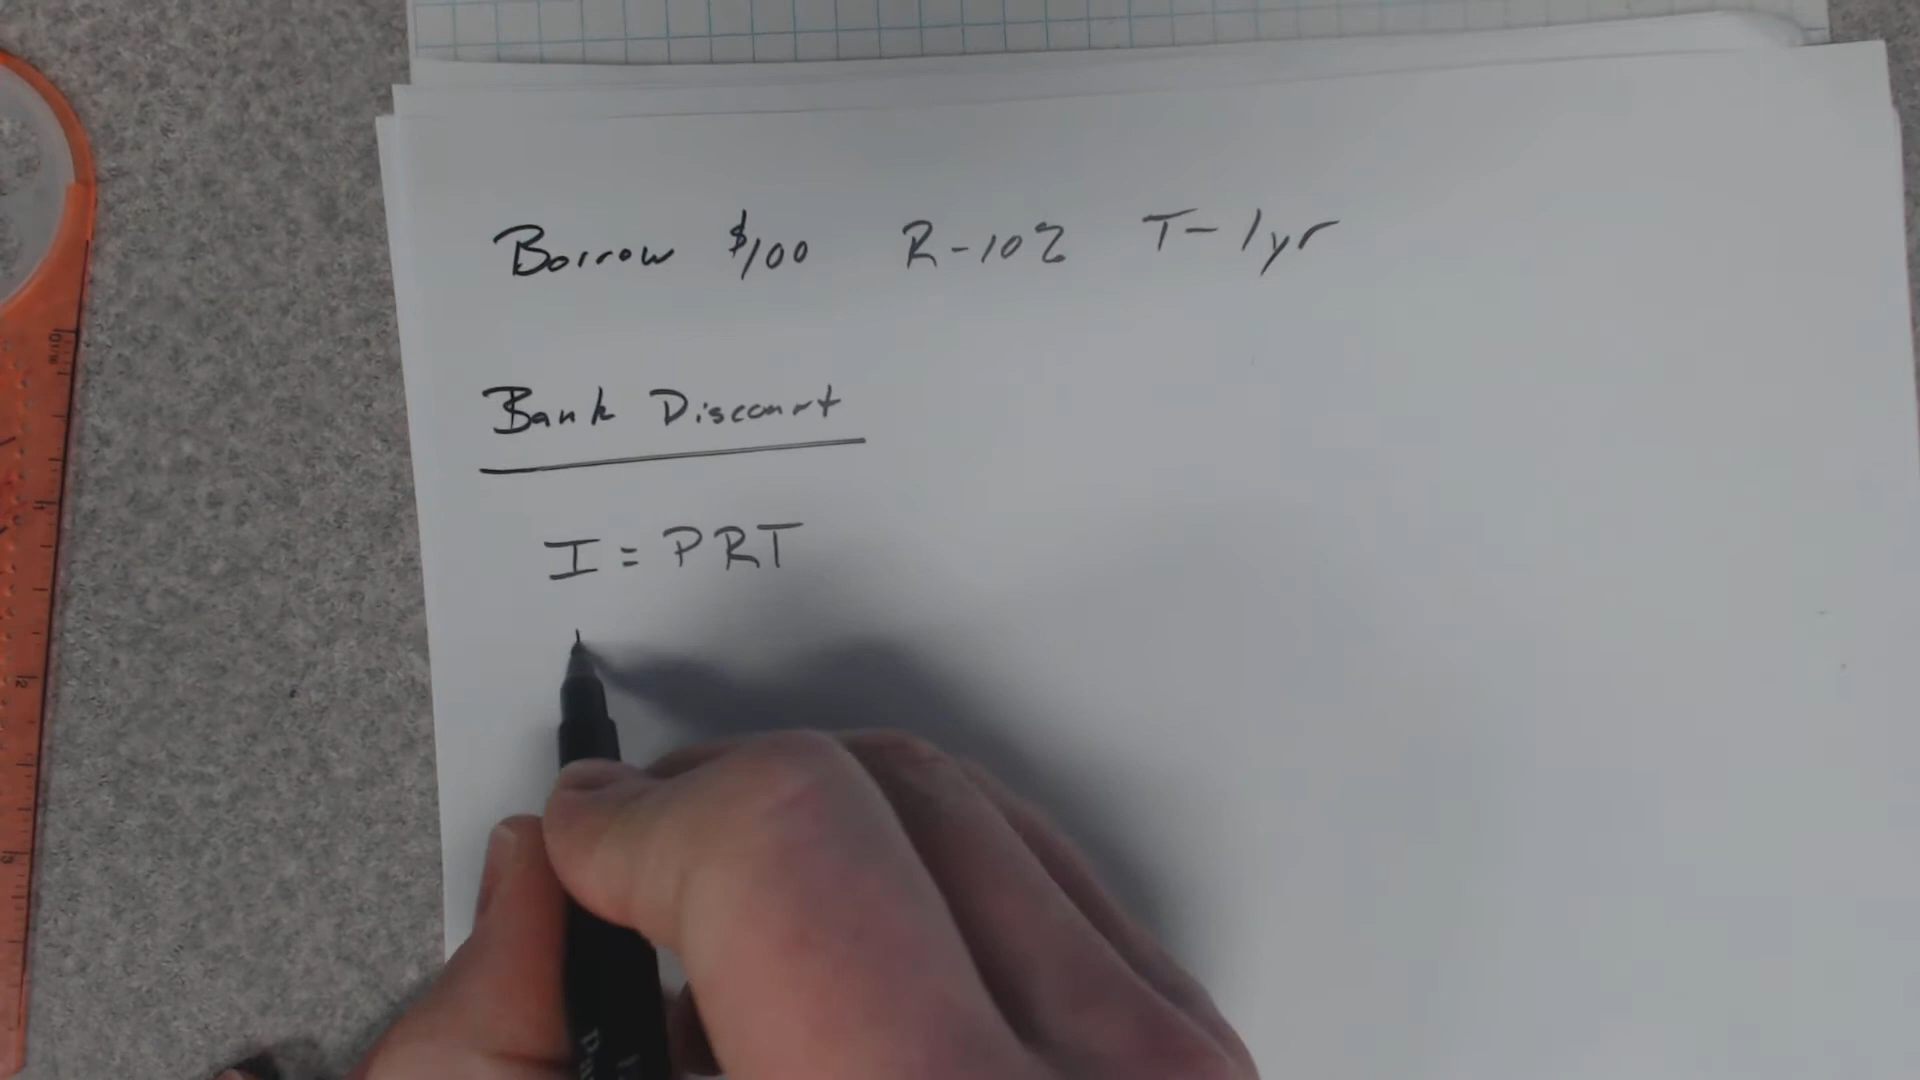 Borrow $100 R-10% T-1yr
Bank Discount
I = PRT